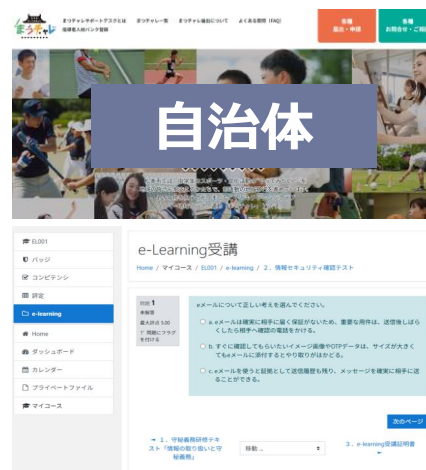 まうチャレ
まうチャレサポートデスクとは まうチャレ一覧 まうチャレ通信について よくある質問（FAQ）
指導者人材バンク登録
各種
届出・申請
各種
お問合せ・ご相談
自治体
EL001
バッジ
コンピテンシ
評定
e-learning
Home
ダッシュボード
カレンダー
プライベートファイル
マイコース
e-Learning受講
Home / マイコース / EL001 / e-learning / 2．情報セキュリティ確認テスト
問題 1
未解答
最大評点 5.00
問題にフラグ
を付ける
eメールについて正しい考えを選んでください。
a. eメールは確実に相手に届く保証がないため、重要な用件は、送信後しばら
くしたら相手へ確認の電話をかける。
b. すぐに確認してもらいたいイメージ画像やDTPデータは、サイズが大きく
てもeメールに添付するとやり取りがはかどる。
c. eメールを使うと証拠として送信履歴も残り、メッセージを確実に相手に送
ることができる。
次のページ
1．守秘義務研修テキ
スト「情報の取り扱いと守
秘義務」
移動 ...
3．e-learning受講証明書